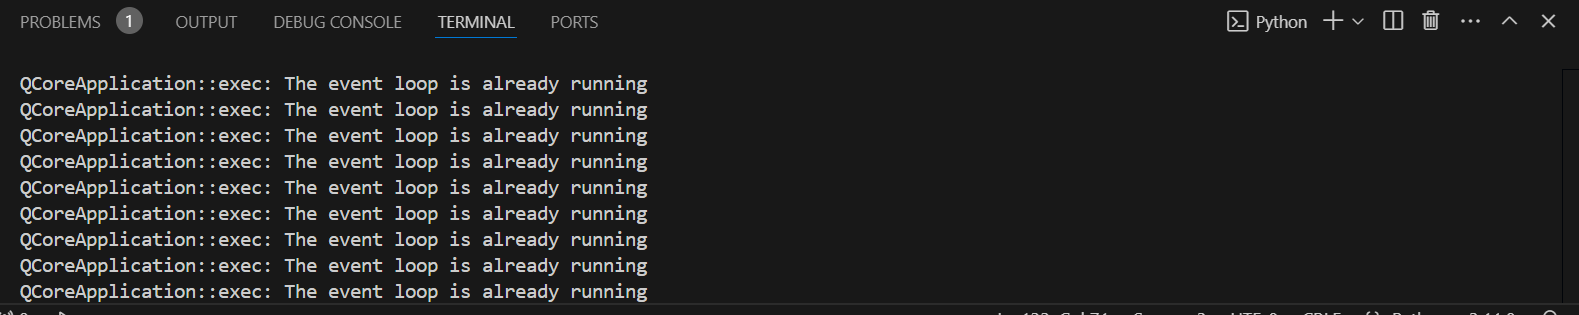 PROBLEMS 1 OUTPUT DEBUG CONSOLE TERMINAL PORTS Python
QCoreApplication::exec: The event loop is already running
QCoreApplication::exec: The event loop is already running
QCoreApplication::exec: The event loop is already running
QCoreApplication::exec: The event loop is already running
QCoreApplication::exec: The event loop is already running
QCoreApplication::exec: The event loop is already running
QCoreApplication::exec: The event loop is already running
QCoreApplication::exec: The event loop is already running
QCoreApplication::exec: The event loop is already running